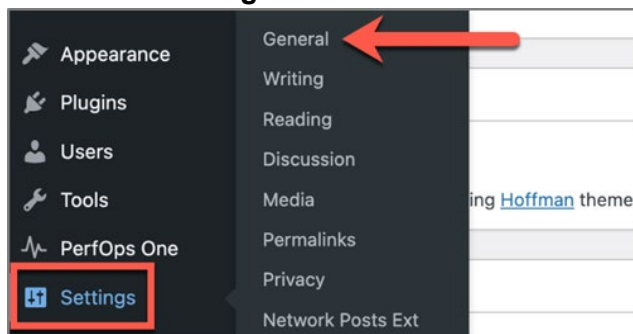 Appearance
Plugins
Users
Tools
PerfOps One
Settings
General
Writing
Reading
Discussion
Media
Permalinks
Privacy
Network Posts Ext
ing Hoffman theme